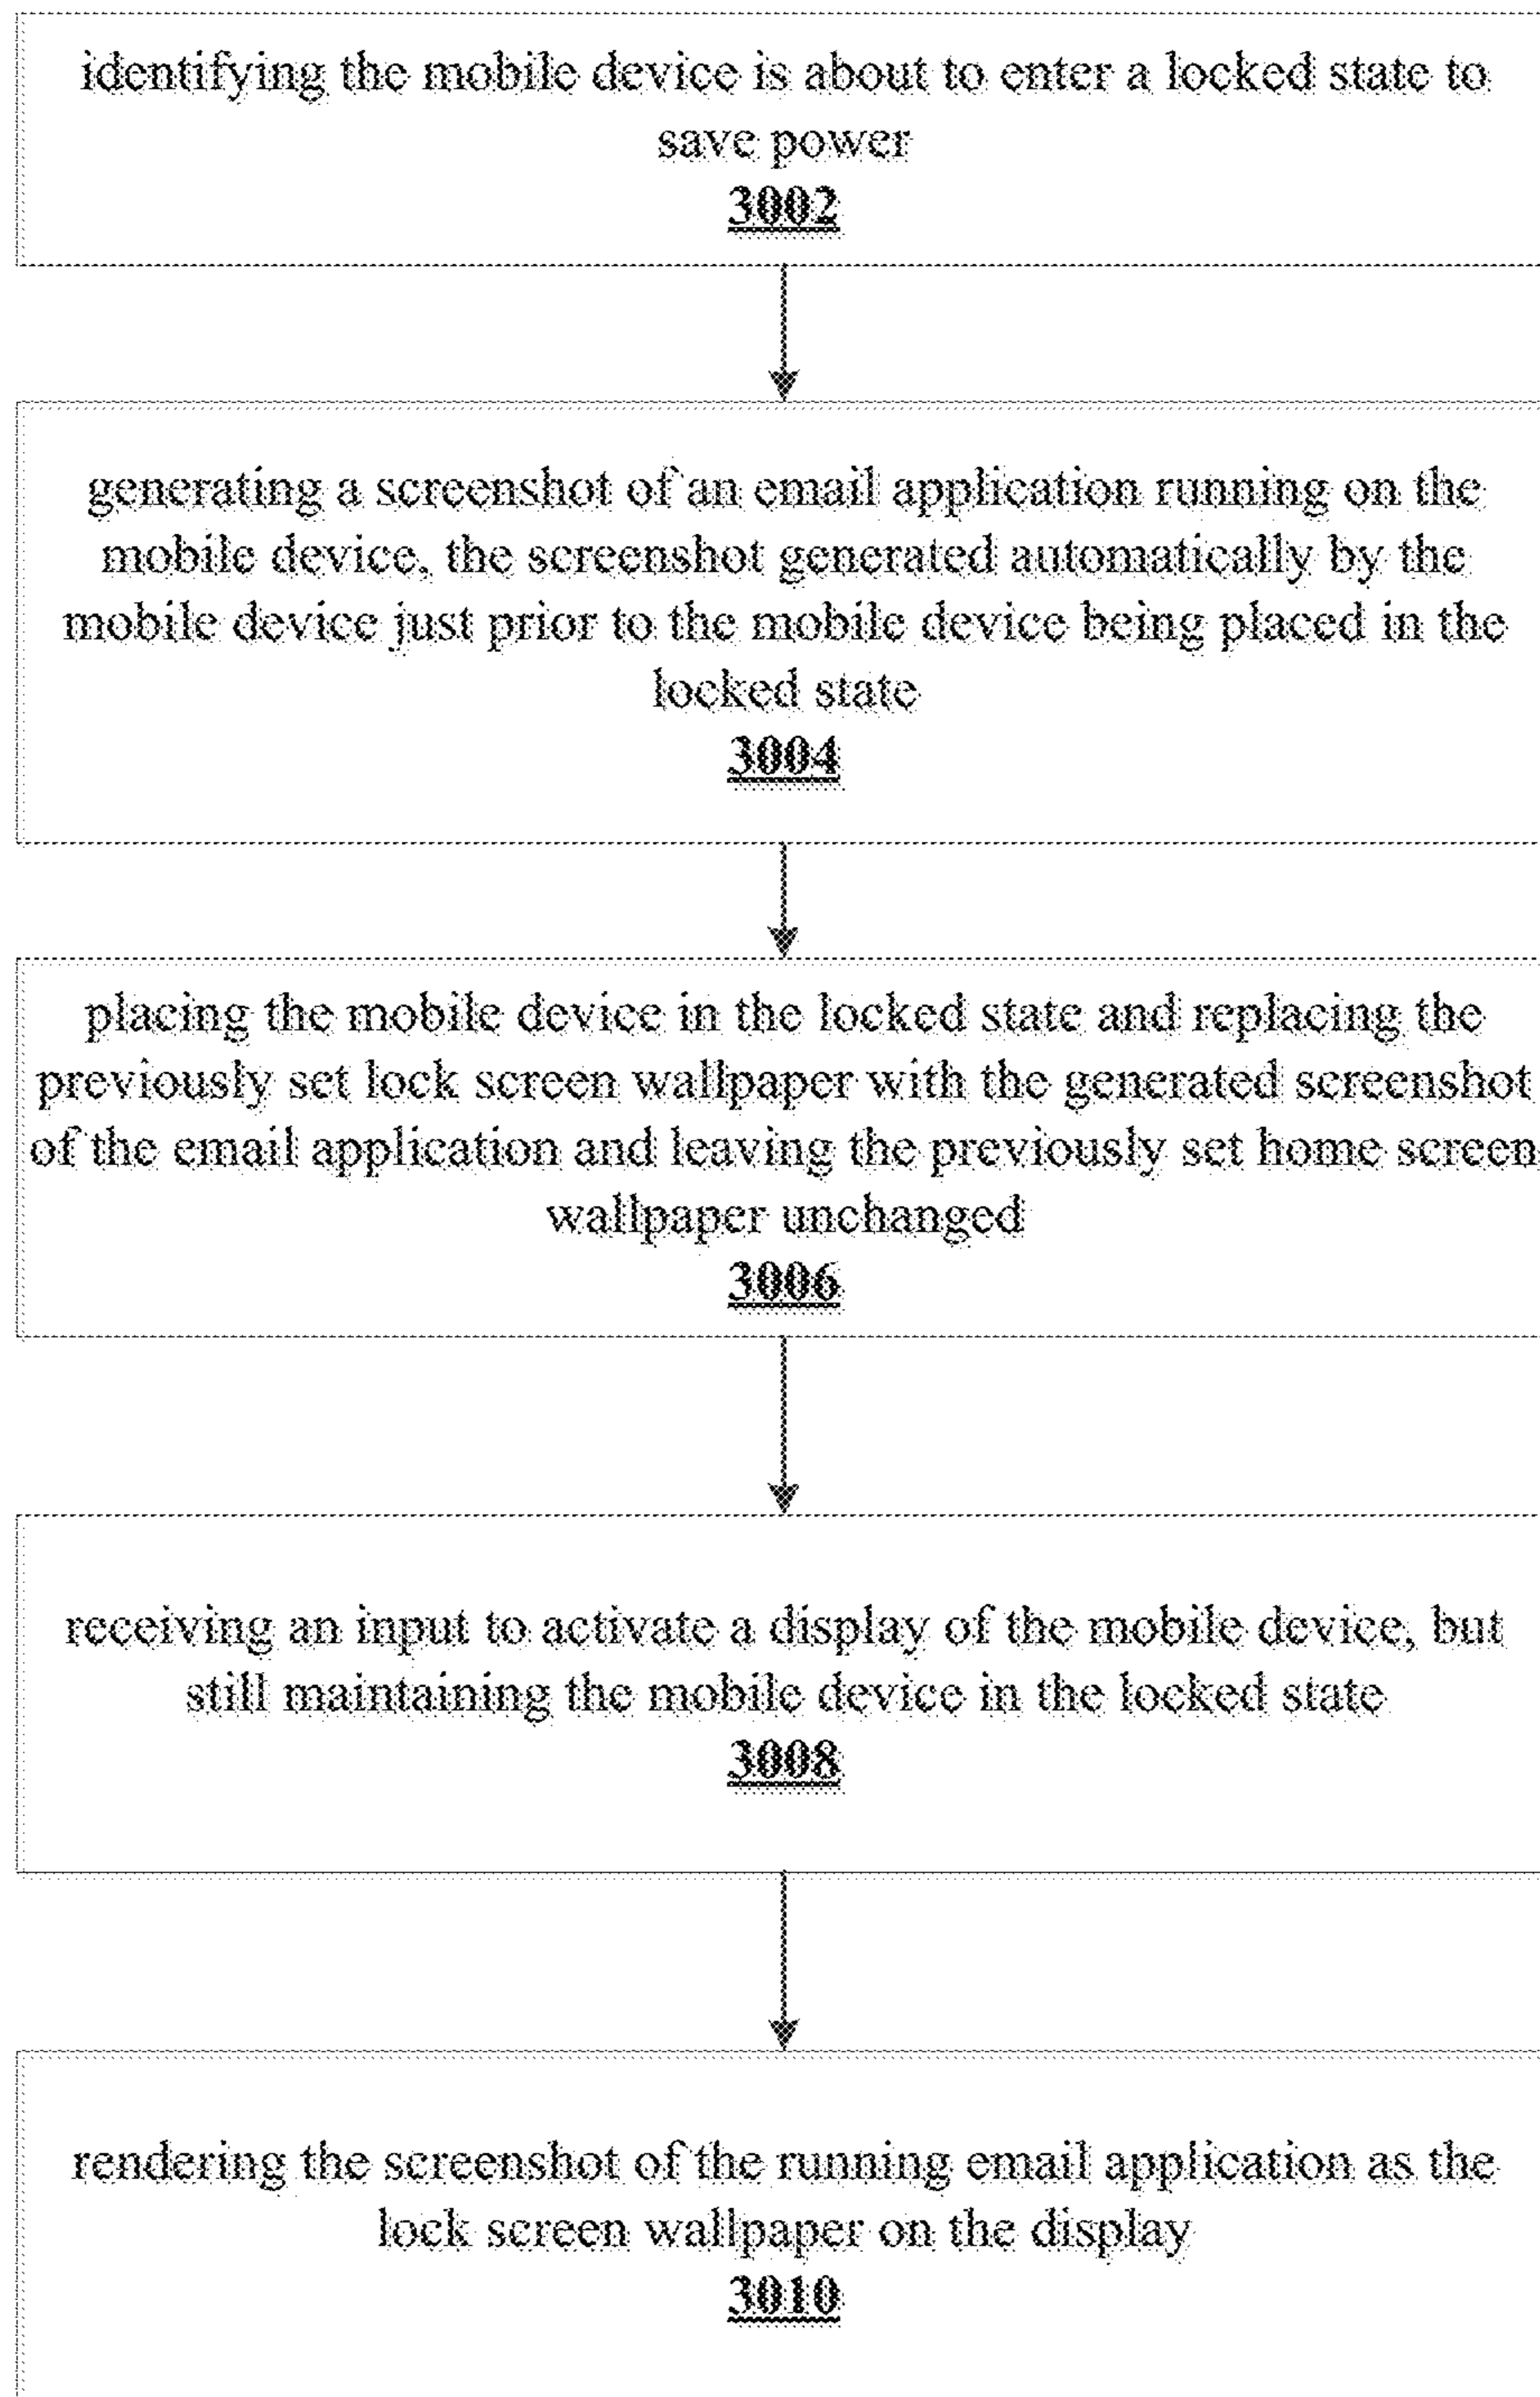 identifying the mobile device is about to enter a locked state to
save power
3002
generating a screenshot of an email application running on the
mobile device, the screenshot generated automatically by the
mobile device just prior to the mobile device being placed in the
locked state
3004
placing the mobile device in the locked state and replacing the
previously set lock screen wallpaper with the generated screenshot
of the email application and leaving the previously set home screen
wallpaper unchanged
3006
receiving an input to activate a display of the mobile device, but
still maintaining the mobile device in the locked state
3008
rendering the screenshot of the running email application as the
lock screen wallpaper on the display
3010